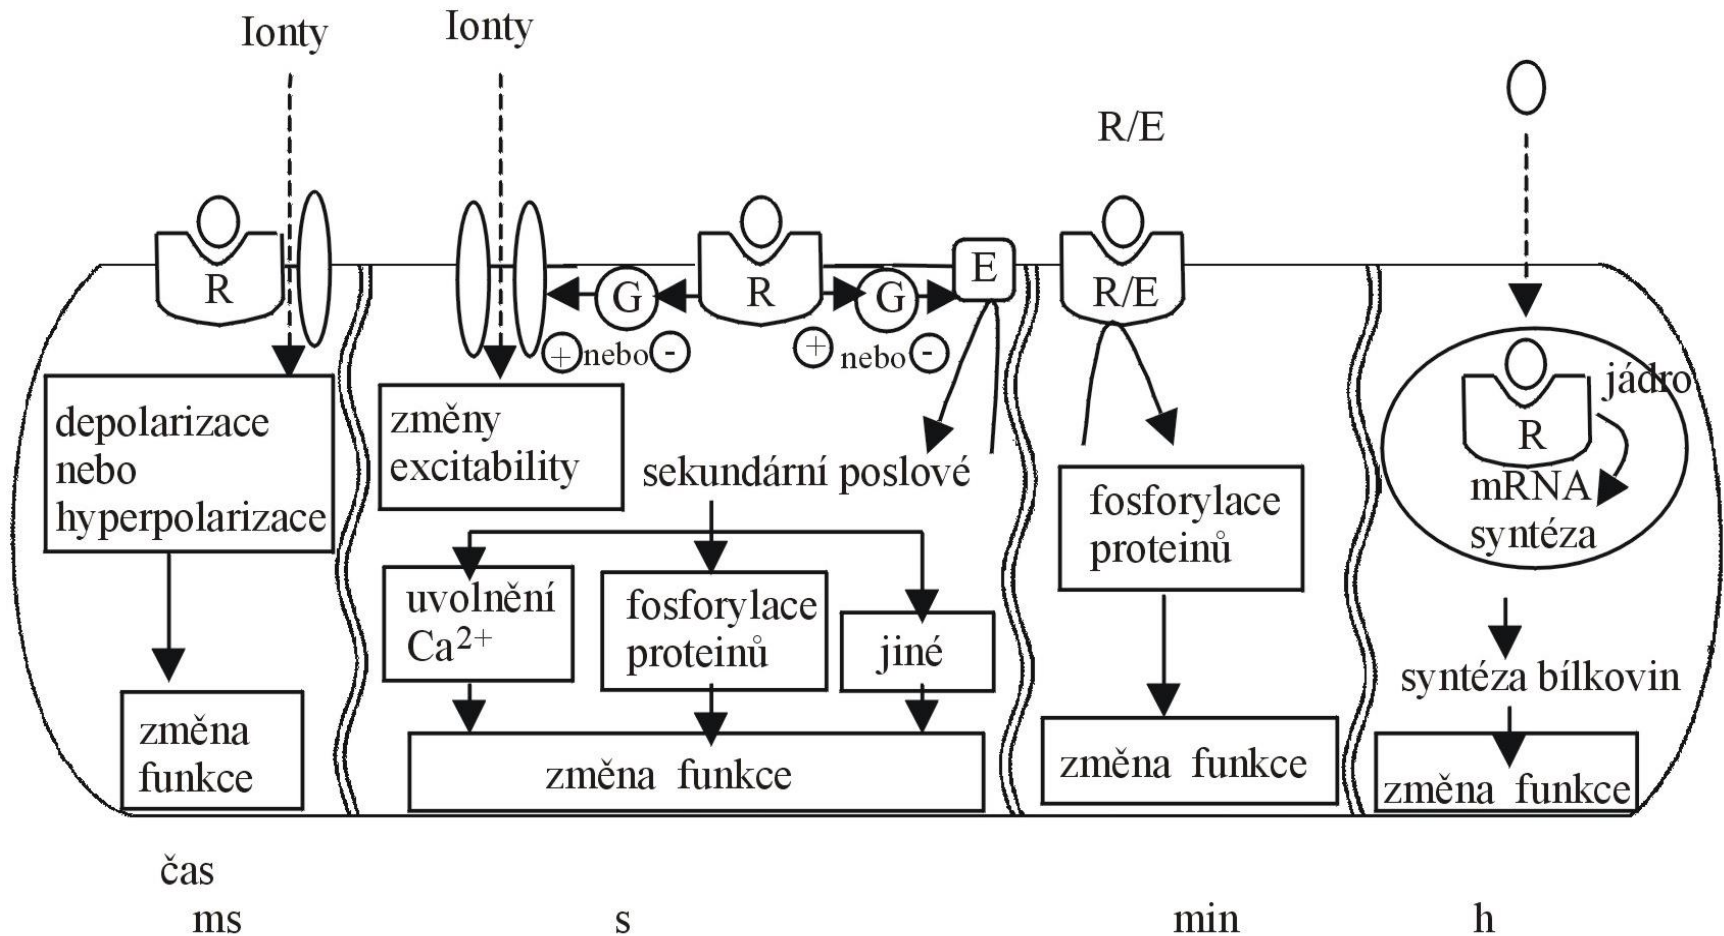 Ionty
Ionty
R/E
R
G
R
G
E
R/E
+ nebo -
+ nebo -
R
jádro
mRNA
syntéza
depolarizace
nebo
hyperpolarizace
změny
excitability
sekundární poslové
fosforylace
proteinů
uvolnění
Ca²⁺
fosforylace
proteinů
jiné
syntéza bílkovin
změna
funkce
změna funkce
změna funkce
změna funkce
čas
ms
s
min
h